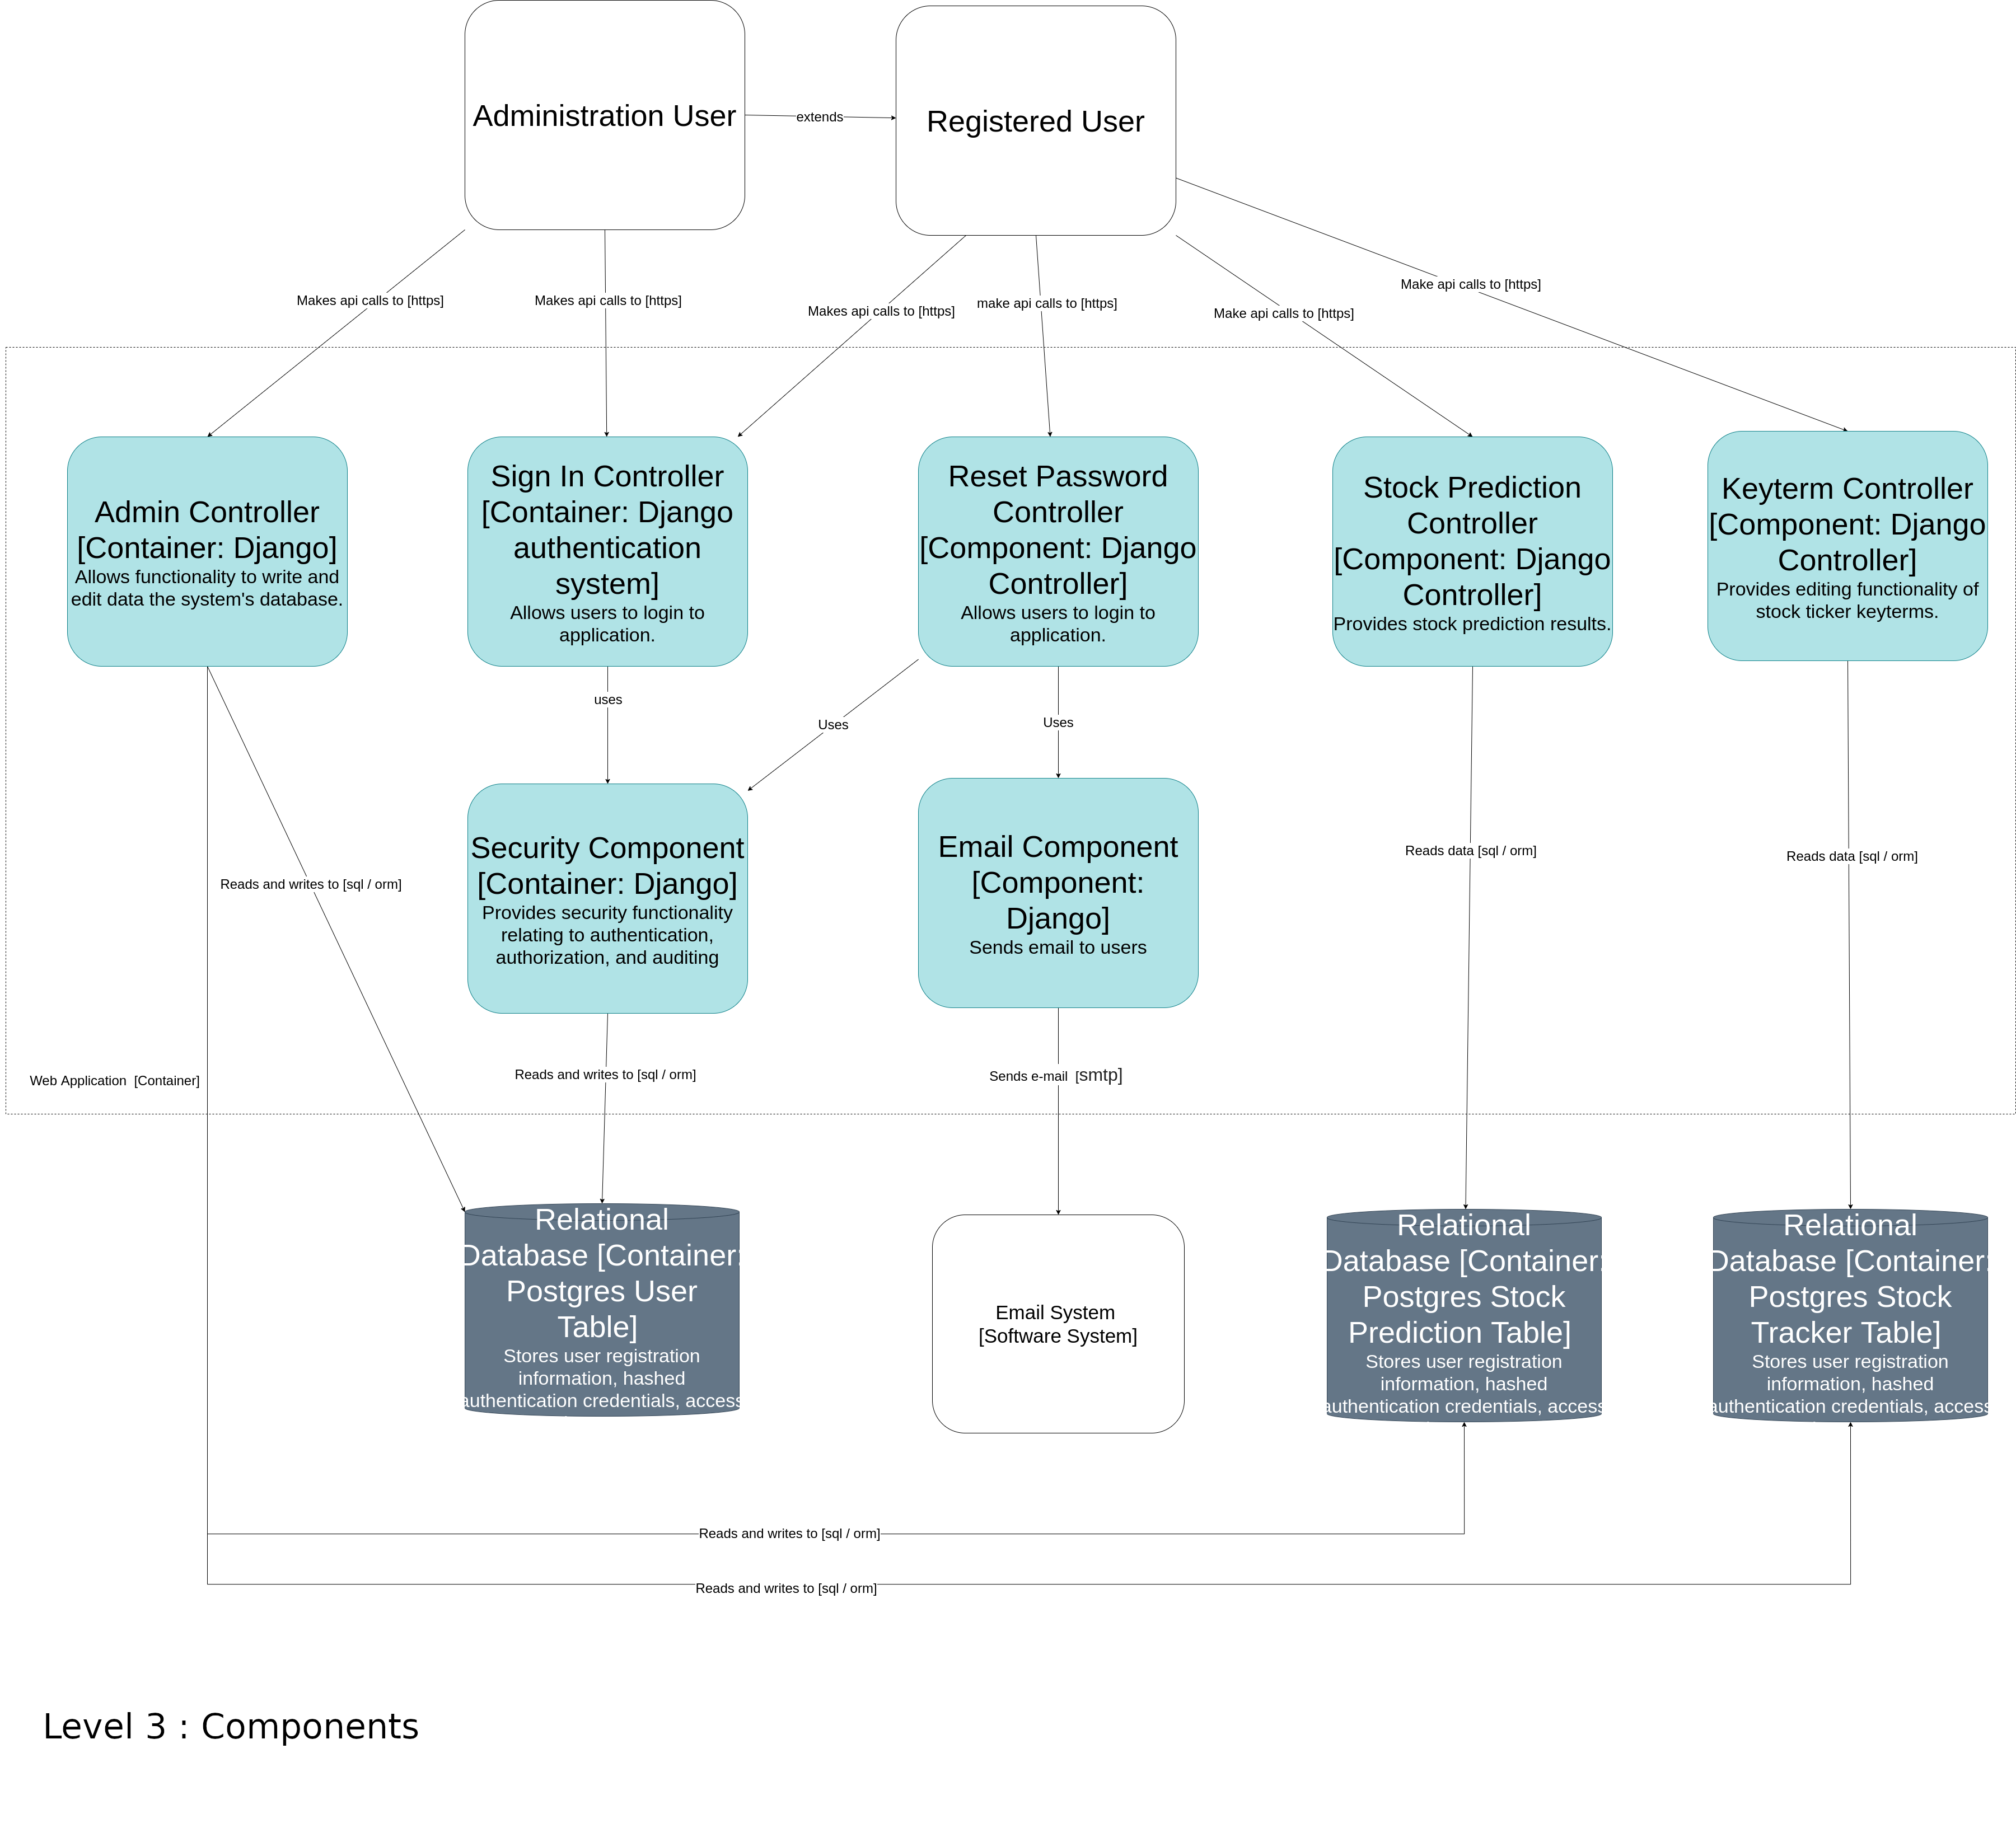 Administration User
extends
Registered User
Makes api calls to [https]
Makes api calls to [https]
Makes api calls to [https]
make api calls to [https]
Make api calls to [https]
Make api calls to [https]
Admin Controller
[Container: Django]
Allows functionality to write and
edit data the system's database.
Sign In Controller
[Container: Django
authentication
system]
Allows users to login to
application.
Reset Password
Controller
[Component: Django
Controller]
Allows users to login to
application.
Stock Prediction
Controller
[Component: Django
Controller]
Provides stock prediction results.
Keyterm Controller
[Component: Django
Controller]
Provides editing functionality of
stock ticker keyterms.
uses
Uses
Uses
Security Component
[Container: Django]
Provides security functionality
relating to authentication,
authorization, and auditing
Email Component
[Component:
Django]
Sends email to users
Reads data [sql / orm]
Reads data [sql / orm]
Reads and writes to [sql / orm]
Web Application [Container]
Reads and writes to [sql / orm]
Sends e-mail [smtp]
Relational
Database [Container:
Postgres User
Table]
Stores user registration
information, hashed
authentication credentials, access
Email System
[Software System]
Relational
Database [Container:
Postgres Stock
Prediction Table]
Stores user registration
information, hashed
authentication credentials, access
Relational
Database [Container:
Postgres Stock
Tracker Table]
Stores user registration
information, hashed
authentication credentials, access
Reads and writes to [sql / orm]
Reads and writes to [sql / orm]
Level 3 : Components